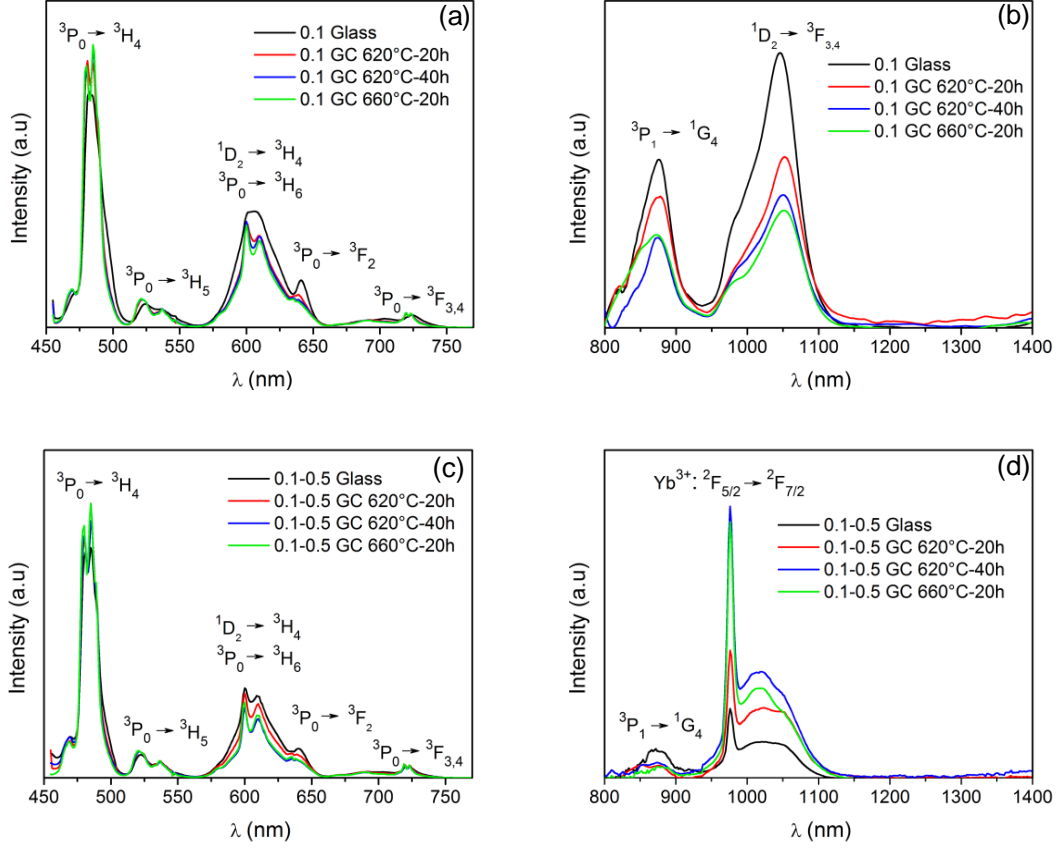 (a)
³P₀ → ³H₄
0.1 Glass
0.1 GC 620°C-20h
0.1 GC 620°C-40h
0.1 GC 660°C-20h
¹D₂ → ³H₄
³P₀ → ³H₆
³P₀ → ³F₂
³P₀ → ³H₅
³P₀ → ³F₃,₄
Intensity (a.u)
450 500 550 600 650 700 750
λ (nm)
(b)
¹D₂ → ³F₃,₄
0.1 Glass
0.1 GC 620°C-20h
0.1 GC 620°C-40h
0.1 GC 660°C-20h
³P₁ → ¹G₄
Intensity (a.u)
800 900 1000 1100 1200 1300 1400
λ (nm)
(c)
³P₀ → ³H₄
0.1-0.5 Glass
0.1-0.5 GC 620°C-20h
0.1-0.5 GC 620°C-40h
0.1-0.5 GC 660°C-20h
¹D₂ → ³H₄
³P₀ → ³H₆
³P₀ → ³F₂
³P₀ → ³H₅
³P₀ → ³F₃,₄
Intensity (a.u)
450 500 550 600 650 700 750
λ (nm)
(d)
Yb³⁺: ²F₅/₂ → ²F₇/₂
0.1-0.5 Glass
0.1-0.5 GC 620°C-20h
0.1-0.5 GC 620°C-40h
0.1-0.5 GC 660°C-20h
³P₁ → ¹G₄
Intensity (a.u)
800 900 1000 1100 1200 1300 1400
λ (nm)